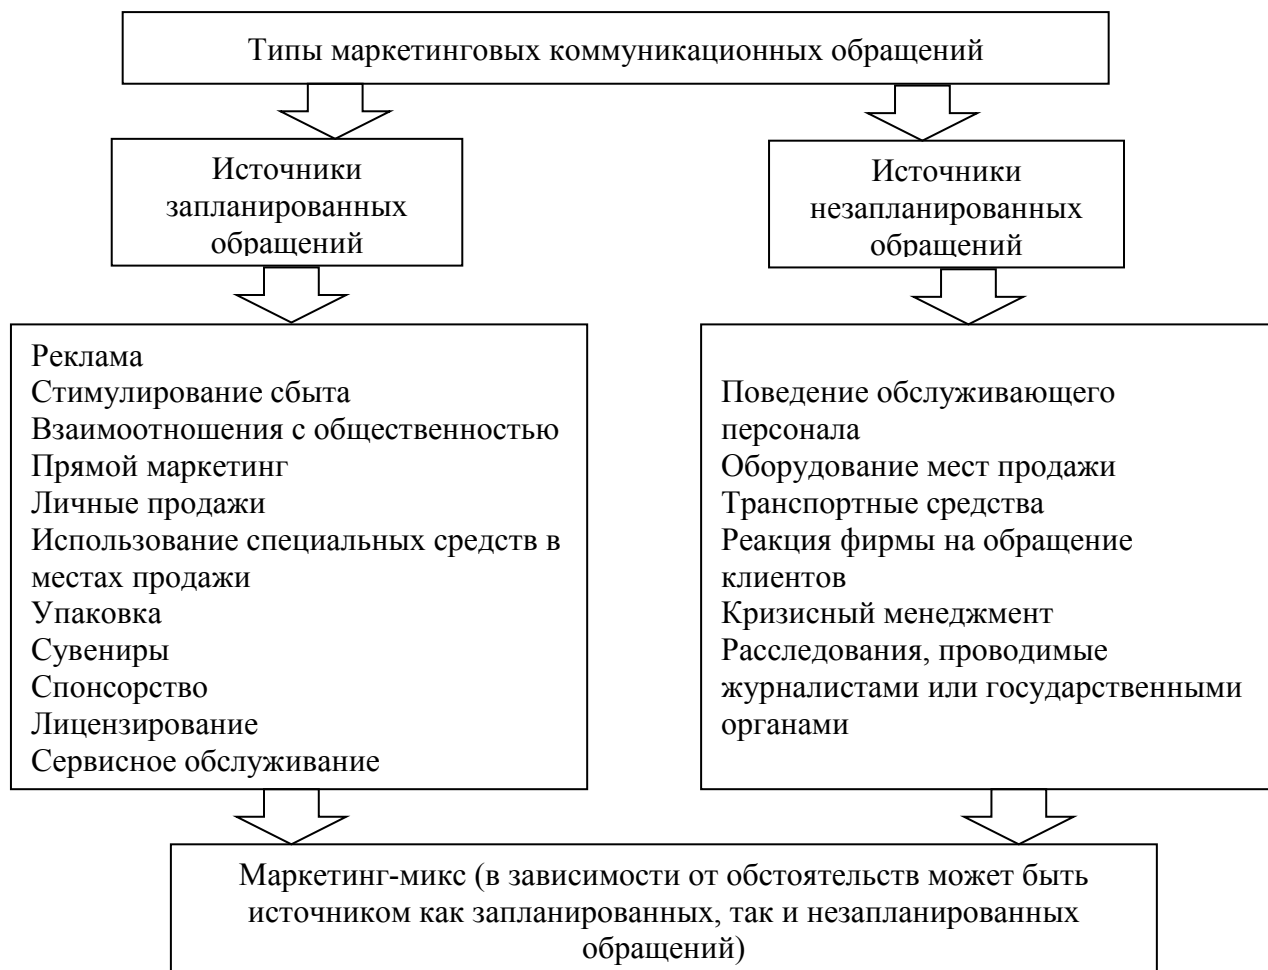 Типы маркетинговых коммуникационных обращений
Источники
запланированных
обращений
Источники
незапланированных
обращений
Реклама
Стимулирование сбыта
Взаимоотношения с общественностью
Прямой маркетинг
Личные продажи
Использование специальных средств в
местах продажи
Упаковка
Сувениры
Спонсорство
Лицензирование
Сервисное обслуживание
Поведение обслуживающего
персонала
Оборудование мест продажи
Транспортные средства
Реакция фирмы на обращение
клиентов
Кризисный менеджмент
Расследования, проводимые
журналистами или государственными
органами
Маркетинг-микс (в зависимости от обстоятельств может быть
источником как запланированных, так и незапланированных
обращений)